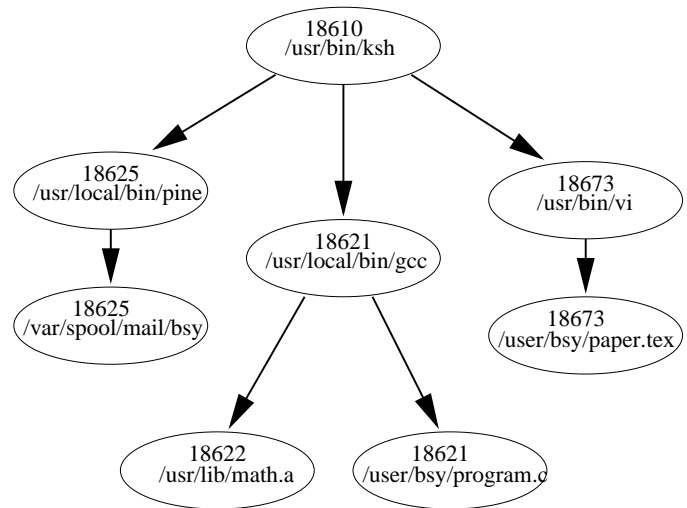 18610
/usr/bin/ksh
18625
/usr/local/bin/pine
18673
/usr/bin/vi
18621
/usr/local/bin/gcc
18625
/var/spool/mail/bsy
18673
/user/bsy/paper.tex
18622
/usr/lib/math.a
18621
/user/bsy/program.c